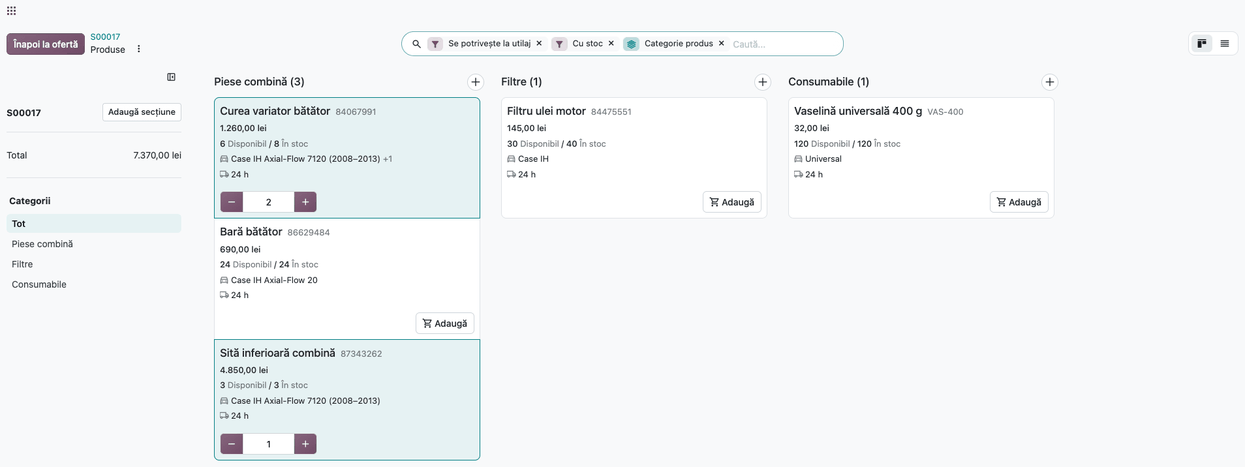 Înapoi la ofertă
S00017
Produse
Se potrivește la utilaj ×
Cu stoc ×
Categorie produs ×
Caută...
S00017
Adaugă secțiune
Total 7.370,00 lei
Categorii
Tot
Piese combină
Filtre
Consumabile
Piese combină (3)
Curea variator bătător 84067991
1.260,00 lei
6 Disponibil / 8 În stoc
Case IH Axial-Flow 7120 (2008–2013) +1
24 h
− 2 +
Bară bătător 86629484
690,00 lei
24 Disponibil / 24 În stoc
Case IH Axial-Flow 20
24 h
Adaugă
Sită inferioară combină 87343262
4.850,00 lei
3 Disponibil / 3 În stoc
Case IH Axial-Flow 7120 (2008–2013)
24 h
− 1 +
Filtre (1)
Filtru ulei motor 84475551
145,00 lei
30 Disponibil / 40 În stoc
Case IH
24 h
Adaugă
Consumabile (1)
Vaselină universală 400 g VAS-400
32,00 lei
120 Disponibil / 120 În stoc
Universal
24 h
Adaugă